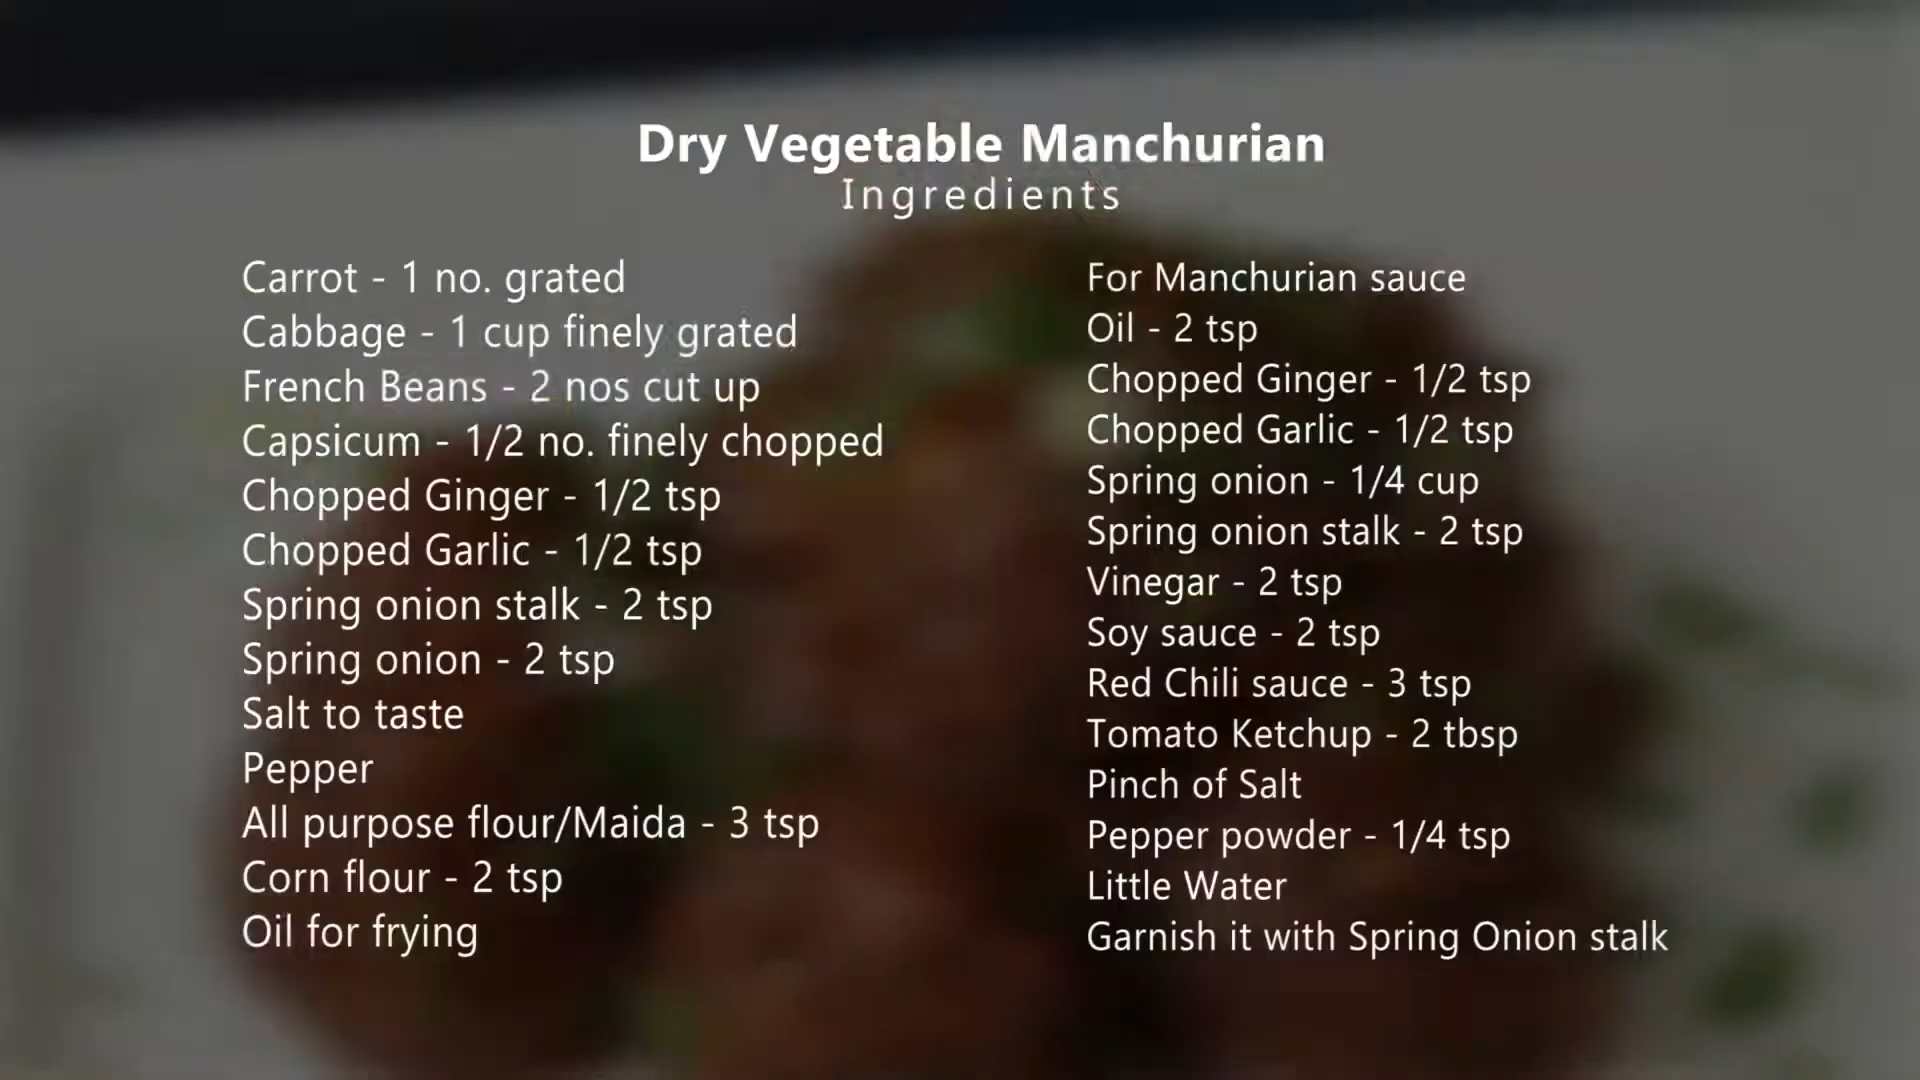 Dry Vegetable Manchurian
Ingredients
Carrot - 1 no. grated
Cabbage - 1 cup finely grated
French Beans - 2 nos cut up
Capsicum - 1/2 no. finely chopped
Chopped Ginger - 1/2 tsp
Chopped Garlic - 1/2 tsp
Spring onion stalk - 2 tsp
Spring onion - 2 tsp
Salt to taste
Pepper
All purpose flour/Maida - 3 tsp
Corn flour - 2 tsp
Oil for frying
For Manchurian sauce
Oil - 2 tsp
Chopped Ginger - 1/2 tsp
Chopped Garlic - 1/2 tsp
Spring onion - 1/4 cup
Spring onion stalk - 2 tsp
Vinegar - 2 tsp
Soy sauce - 2 tsp
Red Chili sauce - 3 tsp
Tomato Ketchup - 2 tbsp
Pinch of Salt
Pepper powder - 1/4 tsp
Little Water
Garnish it with Spring Onion stalk